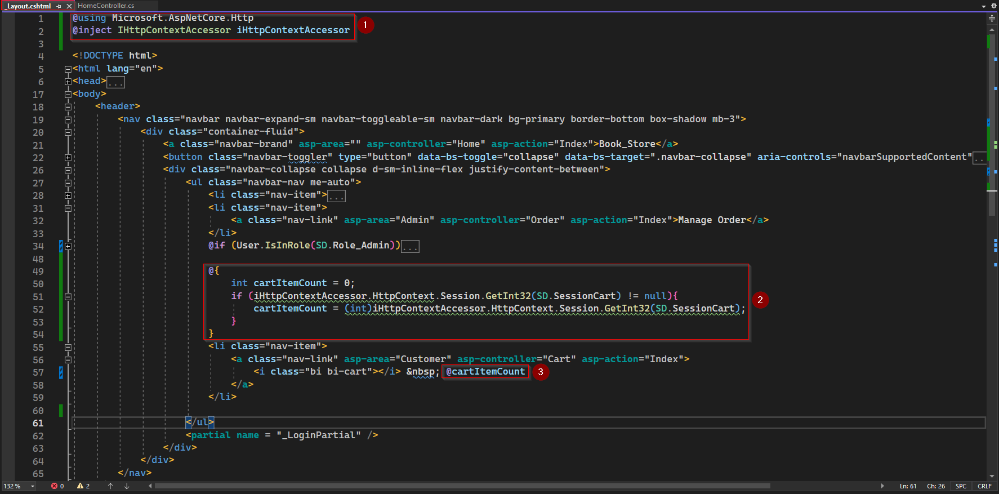 _Layout.cshtml HomeController.cs
1 @using Microsoft.AspNetCore.Http
2 @inject IHttpContextAccessor iHttpContextAccessor 1
3
4 <!DOCTYPE html>
5 <html lang="en">
6 <head>...
17 <body>
18 <header>
19 <nav class="navbar navbar-expand-sm navbar-toggleable-sm navbar-dark bg-primary border-bottom box-shadow mb-3">
20 <div class="container-fluid">
21 <a class="navbar-brand" asp-area="" asp-controller="Home" asp-action="Index">Book_Store</a>
22 <button class="navbar-toggler" type="button" data-bs-toggle="collapse" data-bs-target=".navbar-collapse" aria-controls="navbarSupportedContent"..
26 <div class="navbar-collapse collapse d-sm-inline-flex justify-content-between">
27 <ul class="navbar-nav me-auto">
28 <li class="nav-item">...
31 <li class="nav-item">
32 <a class="nav-link" asp-area="Admin" asp-controller="Order" asp-action="Index">Manage Order</a>
33 </li>
34 @if (User.IsInRole(SD.Role_Admin))...
48
49 @{
50 int cartItemCount = 0;
51 if (iHttpContextAccessor.HttpContext.Session.GetInt32(SD.SessionCart) != null){ 2
52 cartItemCount = (int)iHttpContextAccessor.HttpContext.Session.GetInt32(SD.SessionCart);
53 }
54 }
55 <li class="nav-item">
56 <a class="nav-link" asp-area="Customer" asp-controller="Cart" asp-action="Index">
57 <i class="bi bi-cart"></i> &nbsp; @cartItemCount 3
58 </a>
59 </li>
60
61 </ul>
62 <partial name = "_LoginPartial" />
63 </div>
64 </div>
65 </nav>
132 % 0 2 Ln: 61 Ch: 26 SPC CRLF